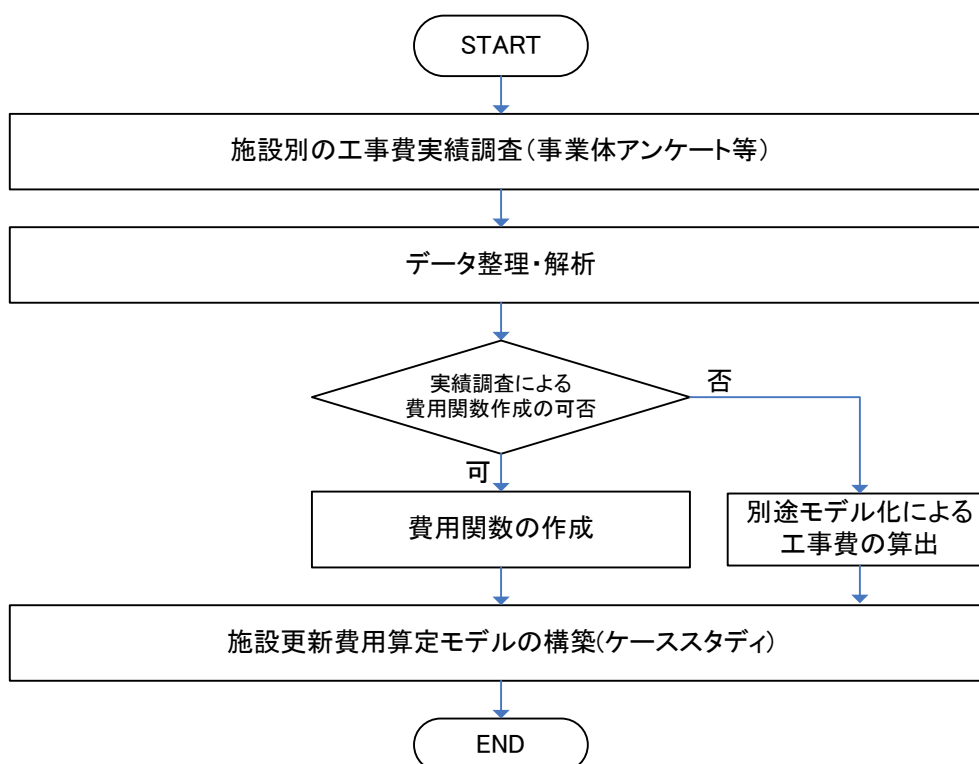 START
施設別の工事費実績調査（事業体アンケート等）
データ整理・解析
実績調査による
費用関数作成の可否
否
可
費用関数の作成
別途モデル化による
工事費の算出
施設更新費用算定モデルの構築(ケーススタディ)
END